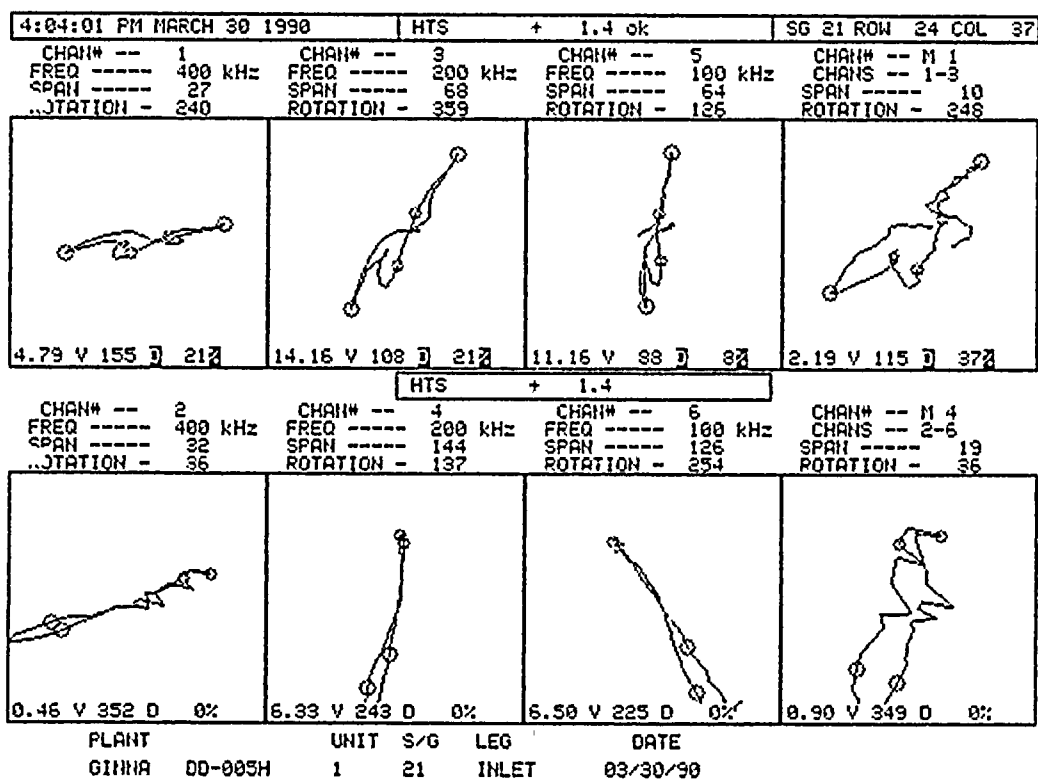 4:04:01 PM MARCH 30 1990 HTS + 1.4 ok SG 21 ROW 24 COL 37
CHAN# -- 1 CHAN# -- 3 CHAN# -- 5 CHAN# -- M 1
FREQ ----- 400 kHz FREQ ----- 200 kHz FREQ ----- 100 kHz CHANS -- 1-3
SPAN ----- 27 SPAN ----- 68 SPAN ----- 64 SPAN ----- 10
..OTATION - 240 ROTATION - 359 ROTATION - 126 ROTATION - 248
4.79 V 155 D 21% 14.16 V 108 D 21% 11.16 V 88 D 8% 2.19 V 115 D 37%
HTS + 1.4
CHAN# -- 2 CHAN# -- 4 CHAN# -- 6 CHAN# -- M 4
FREQ ----- 400 kHz FREQ ----- 200 kHz FREQ ----- 100 kHz CHANS -- 2-6
SPAN ----- 32 SPAN ----- 144 SPAN ----- 126 SPAN ----- 19
..OTATION - 36 ROTATION - 137 ROTATION - 254 ROTATION - 36
0.46 V 352 D 0% 6.33 V 243 D 0% 6.50 V 225 D 0% 0.90 V 349 D 0%
PLANT UNIT S/G LEG DATE
GINNA DD-005H 1 21 INLET 03/30/90